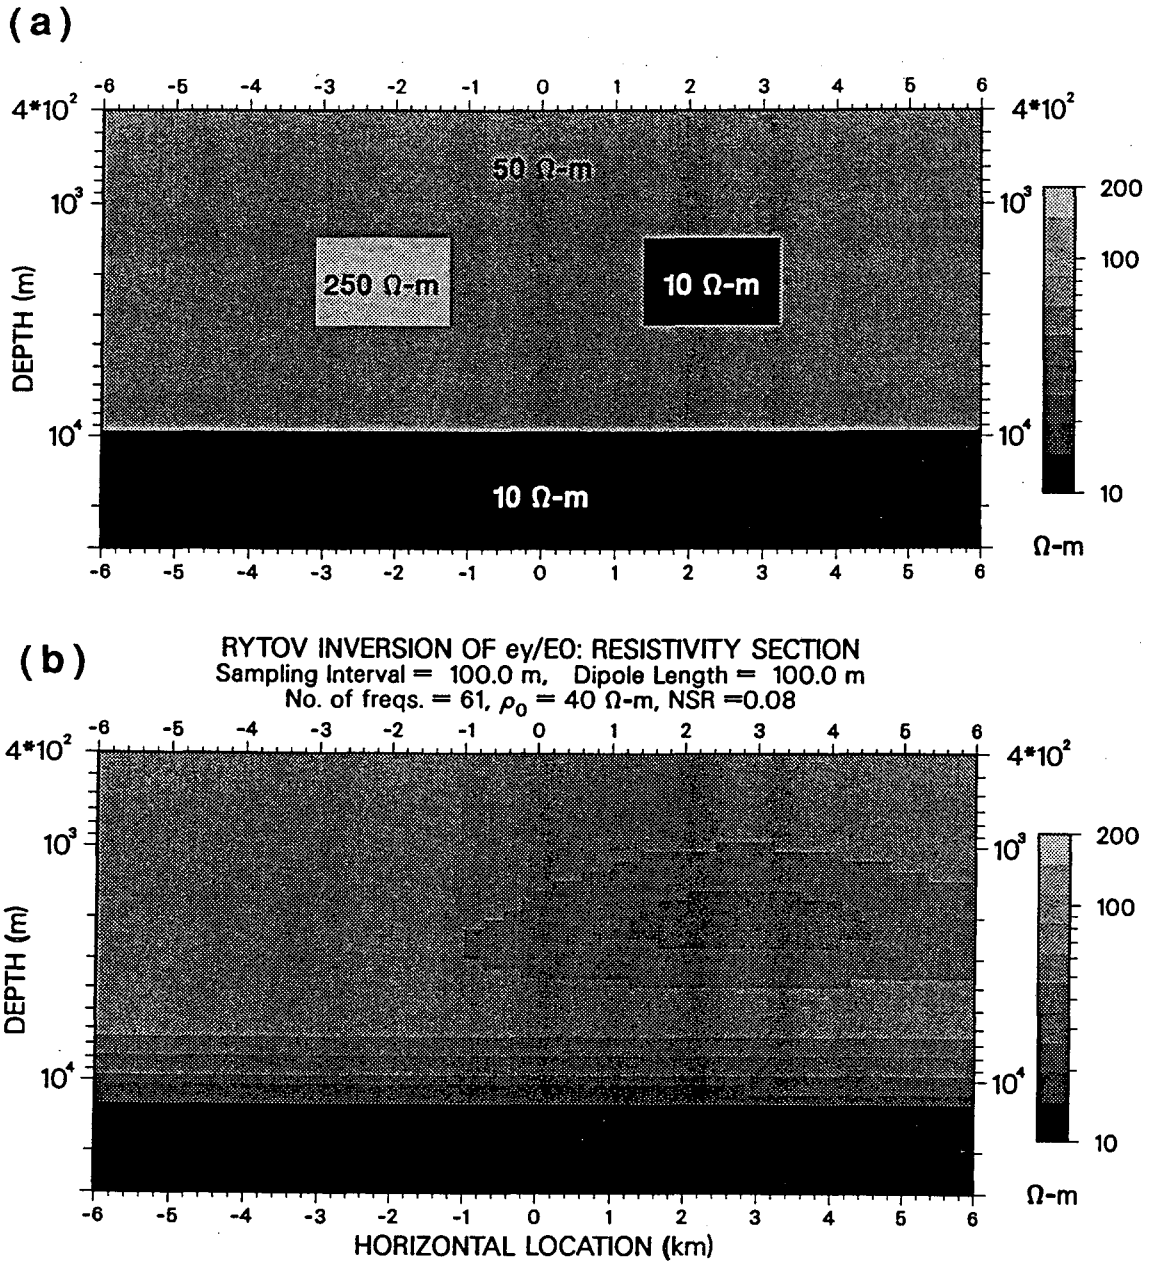 (a)
-6 -5 -4 -3 -2 -1 0 1 2 3 4 5 6
4*10² 4*10²
50 Ω-m
200
10³ 10³
100
250 Ω-m 10 Ω-m
DEPTH (m)
10⁴ 10⁴
10 Ω-m
10
Ω-m
-6 -5 -4 -3 -2 -1 0 1 2 3 4 5 6
(b)
RYTOV INVERSION OF ey/E0: RESISTIVITY SECTION
Sampling Interval = 100.0 m, Dipole Length = 100.0 m
No. of freqs. = 61, ρ₀ = 40 Ω-m, NSR =0.08
-6 -5 -4 -3 -2 -1 0 1 2 3 4 5 6
4*10² 4*10²
200
10³ 10³
100
DEPTH (m)
10⁴ 10⁴
10
Ω-m
-6 -5 -4 -3 -2 -1 0 1 2 3 4 5 6
HORIZONTAL LOCATION (km)